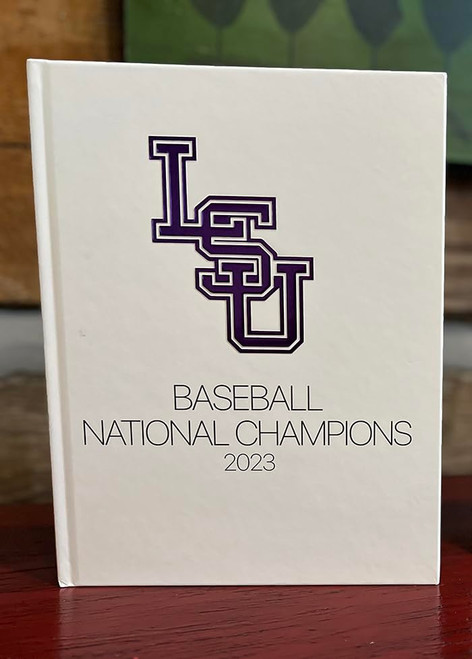 LSU
BASEBALL
NATIONAL CHAMPIONS
2023